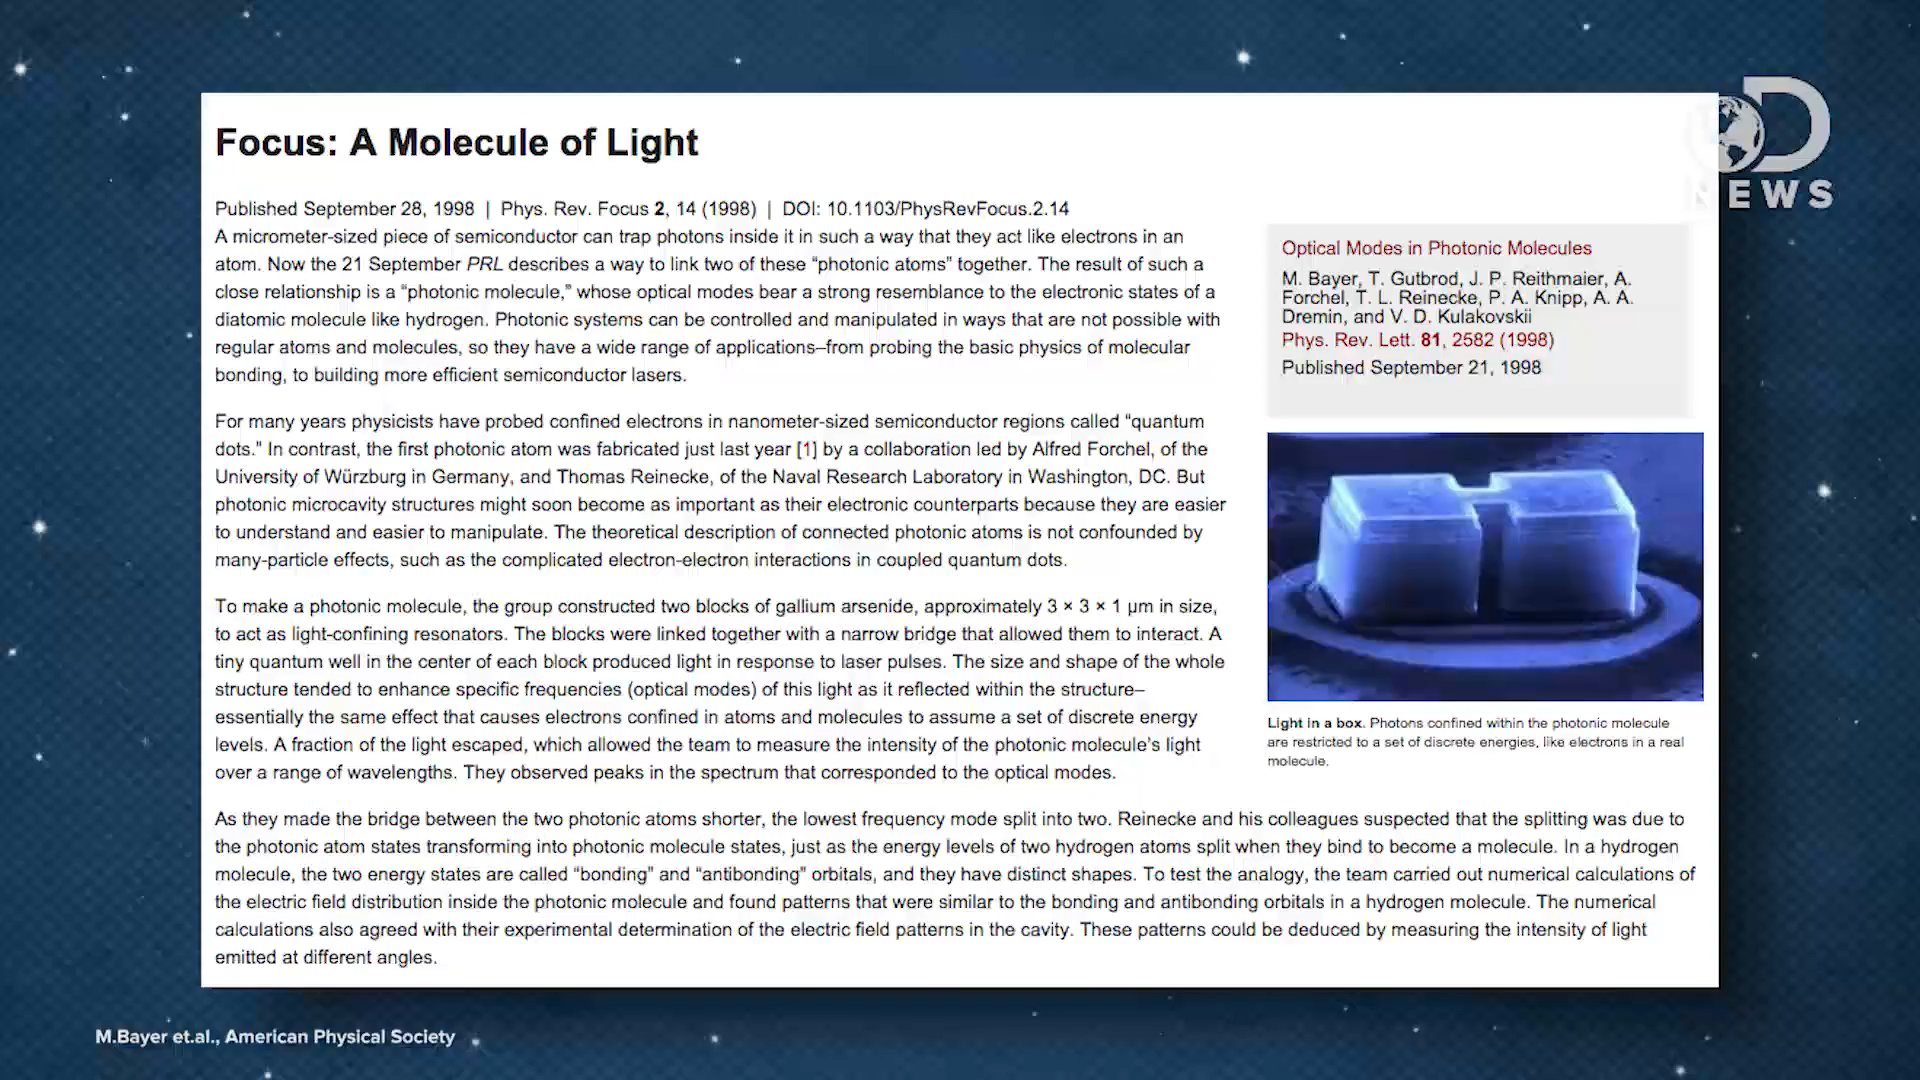 Focus: A Molecule of Light
Published September 28, 1998 | Phys. Rev. Focus 2, 14 (1998) | DOI: 10.1103/PhysRevFocus.2.14
A micrometer-sized piece of semiconductor can trap photons inside it in such a way that they act like electrons in an
atom. Now the 21 September PRL describes a way to link two of these “photonic atoms” together. The result of such a
close relationship is a “photonic molecule,” whose optical modes bear a strong resemblance to the electronic states of a
diatomic molecule like hydrogen. Photonic systems can be controlled and manipulated in ways that are not possible with
regular atoms and molecules, so they have a wide range of applications–from probing the basic physics of molecular
bonding, to building more efficient semiconductor lasers.
For many years physicists have probed confined electrons in nanometer-sized semiconductor regions called “quantum
dots.” In contrast, the first photonic atom was fabricated just last year [1] by a collaboration led by Alfred Forchel, of the
University of Würzburg in Germany, and Thomas Reinecke, of the Naval Research Laboratory in Washington, DC. But
photonic microcavity structures might soon become as important as their electronic counterparts because they are easier
to understand and easier to manipulate. The theoretical description of connected photonic atoms is not confounded by
many-particle effects, such as the complicated electron-electron interactions in coupled quantum dots.
To make a photonic molecule, the group constructed two blocks of gallium arsenide, approximately 3 × 3 × 1 μm in size,
to act as light-confining resonators. The blocks were linked together with a narrow bridge that allowed them to interact. A
tiny quantum well in the center of each block produced light in response to laser pulses. The size and shape of the whole
structure tended to enhance specific frequencies (optical modes) of this light as it reflected within the structure–
essentially the same effect that causes electrons confined in atoms and molecules to assume a set of discrete energy
levels. A fraction of the light escaped, which allowed the team to measure the intensity of the photonic molecule’s light
over a range of wavelengths. They observed peaks in the spectrum that corresponded to the optical modes.
As they made the bridge between the two photonic atoms shorter, the lowest frequency mode split into two. Reinecke and his colleagues suspected that the splitting was due to
the photonic atom states transforming into photonic molecule states, just as the energy levels of two hydrogen atoms split when they bind to become a molecule. In a hydrogen
molecule, the two energy states are called “bonding” and “antibonding” orbitals, and they have distinct shapes. To test the analogy, the team carried out numerical calculations of
the electric field distribution inside the photonic molecule and found patterns that were similar to the bonding and antibonding orbitals in a hydrogen molecule. The numerical
calculations also agreed with their experimental determination of the electric field patterns in the cavity. These patterns could be deduced by measuring the intensity of light
emitted at different angles.
Optical Modes in Photonic Molecules
M. Bayer, T. Gutbrod, J. P. Reithmaier, A.
Forchel, T. L. Reinecke, P. A. Knipp, A. A.
Dremin, and V. D. Kulakovskii
Phys. Rev. Lett. 81, 2582 (1998)
Published September 21, 1998
Light in a box. Photons confined within the photonic molecule
are restricted to a set of discrete energies, like electrons in a real
molecule.
D
NEWS
M.Bayer et.al., American Physical Society